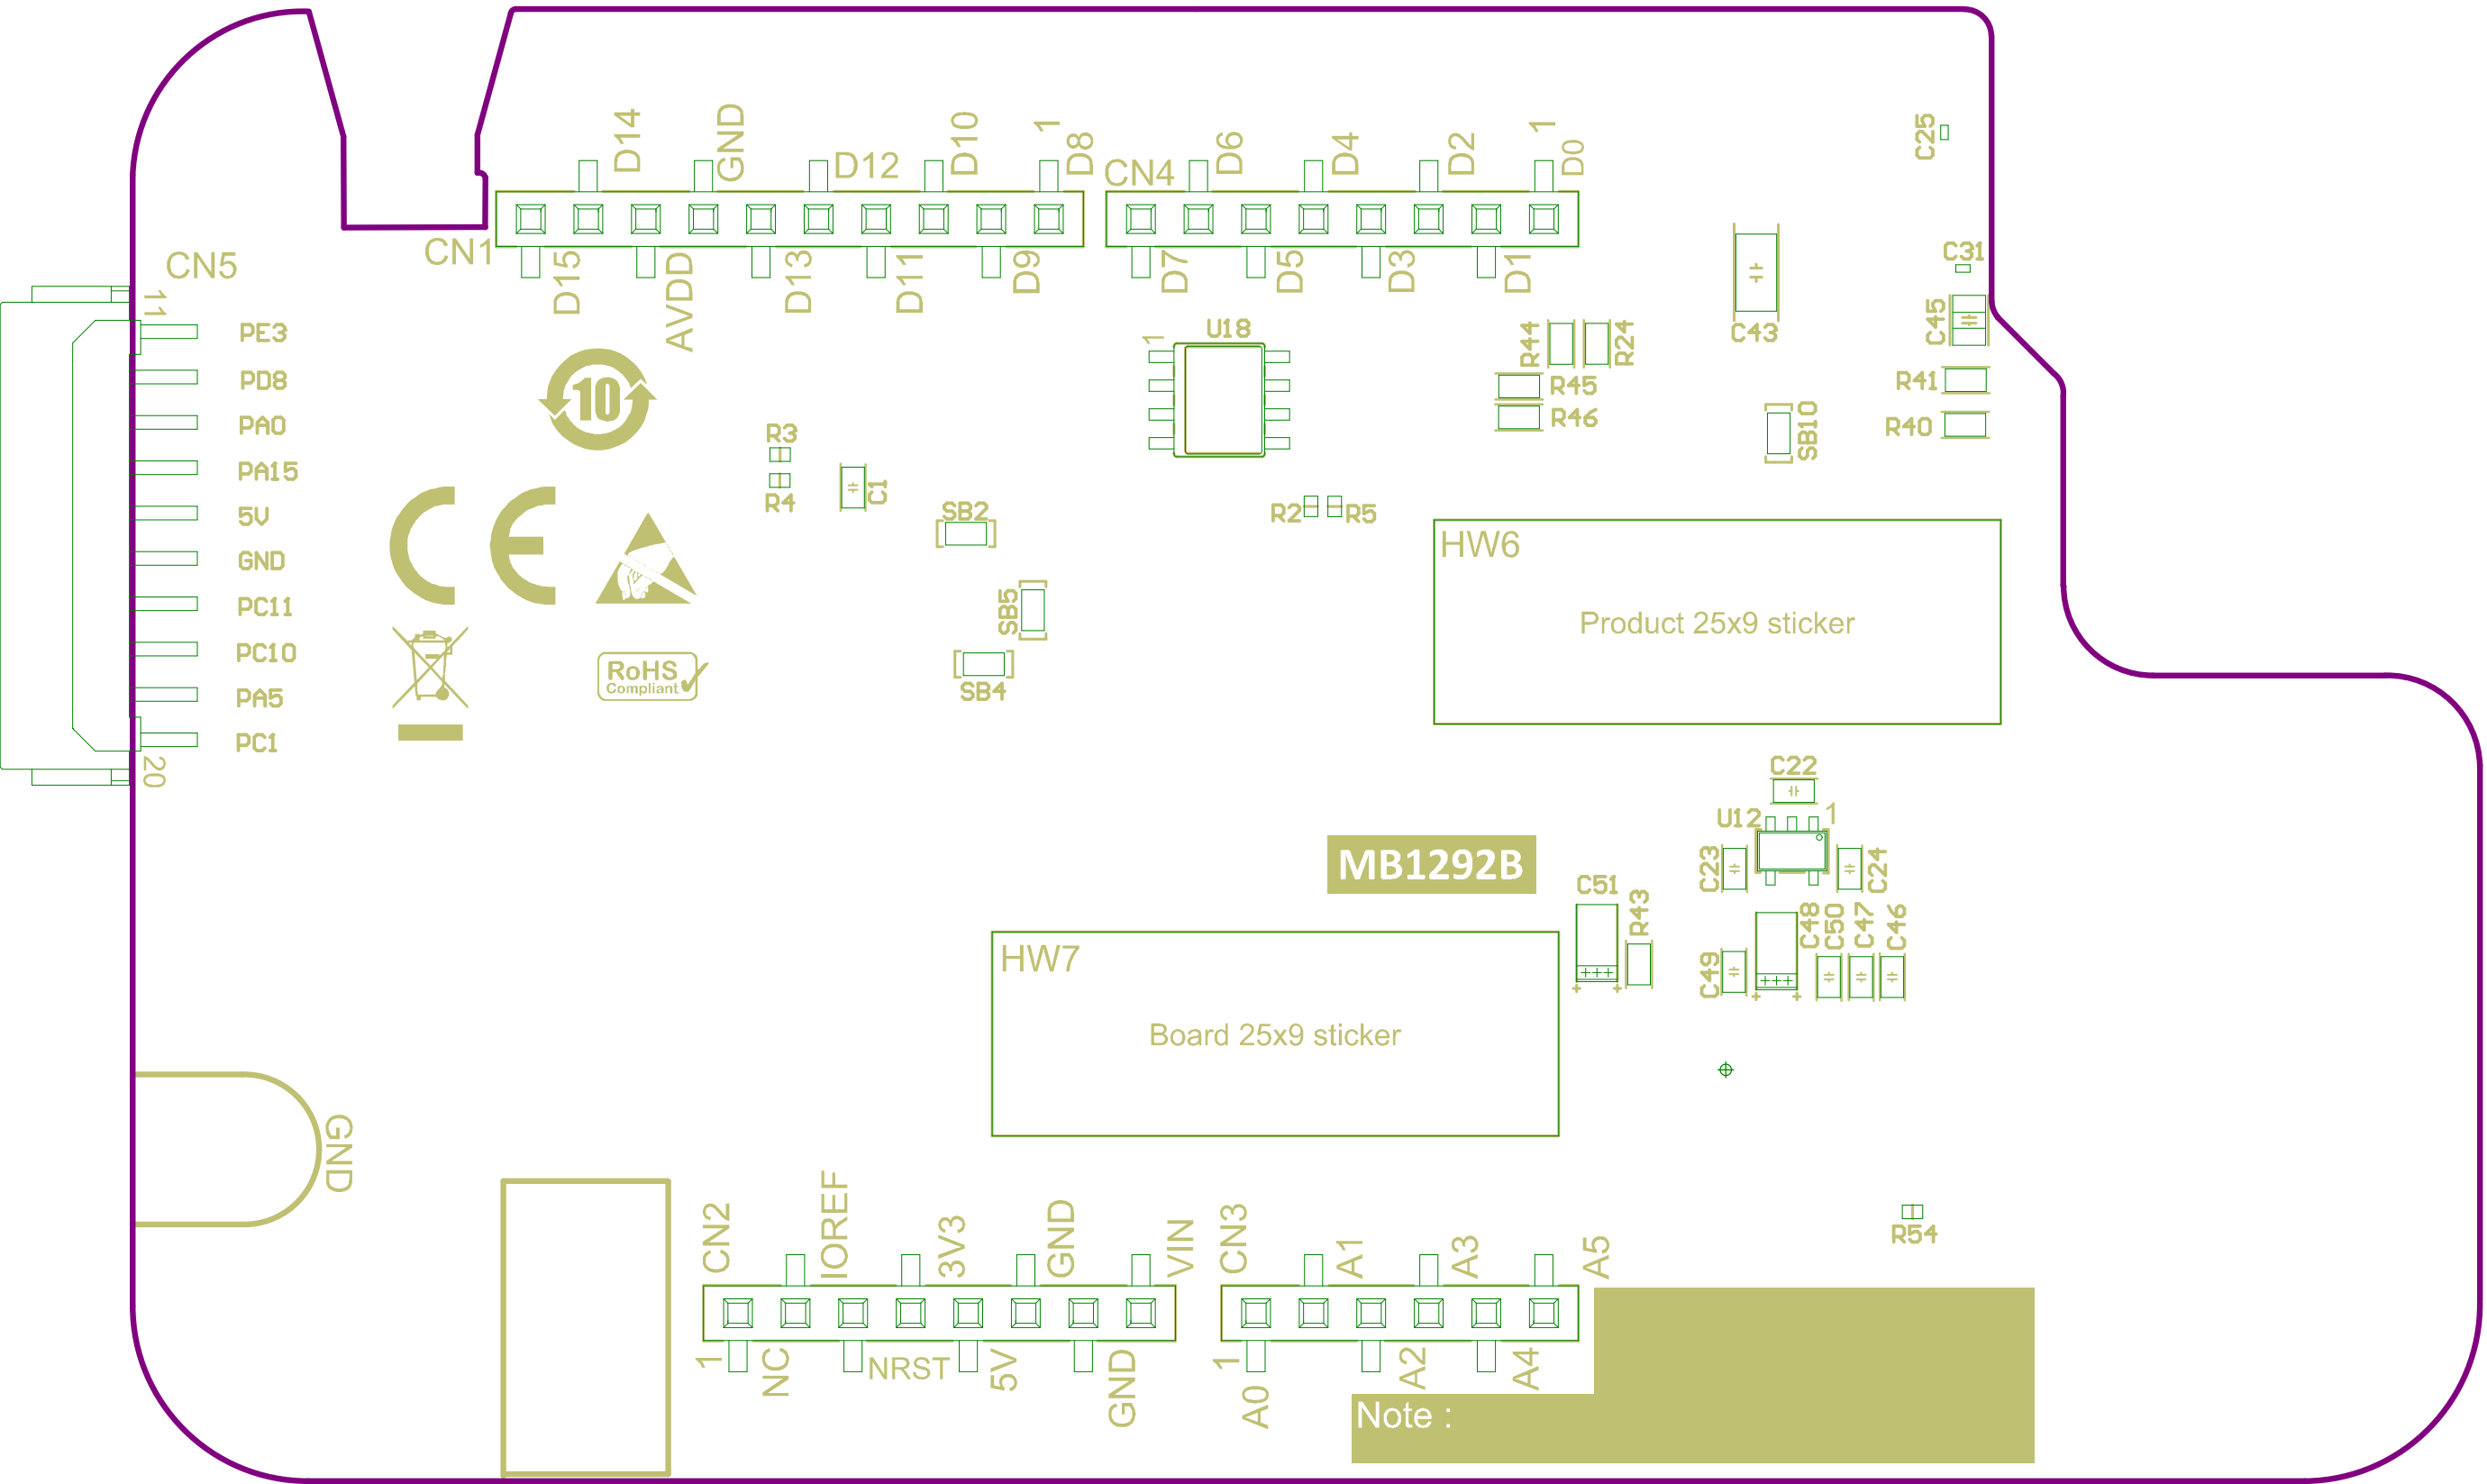 D14
GND
D12
D10
1
D8
CN4
D6
D4
D2
1
D0
C25
CN1
D15
AVDD
D13
D11
D9
D7
D5
D3
D1
C31
CN5
11
PE3
PD8
PA0
PA15
5V
GND
PC11
PC10
PA5
PC1
20
10
1
U18
R44
R24
C43
C45
R45
R46
R41
R40
SB10
R3
R4
C1
SB2
R2
R5
CE
SB5
SB4
RoHS
Compliant
HW6
Product 25x9 sticker
C22
U12
1
C23
C24
MB1292B
C51
R43
C48
C50
C47
C46
C49
HW7
Board 25x9 sticker
GND
CN2
IOREF
3V3
GND
VIN
CN3
A1
A3
A5
R54
1
NC
NRST
5V
GND
1
A0
A2
A4
Note :